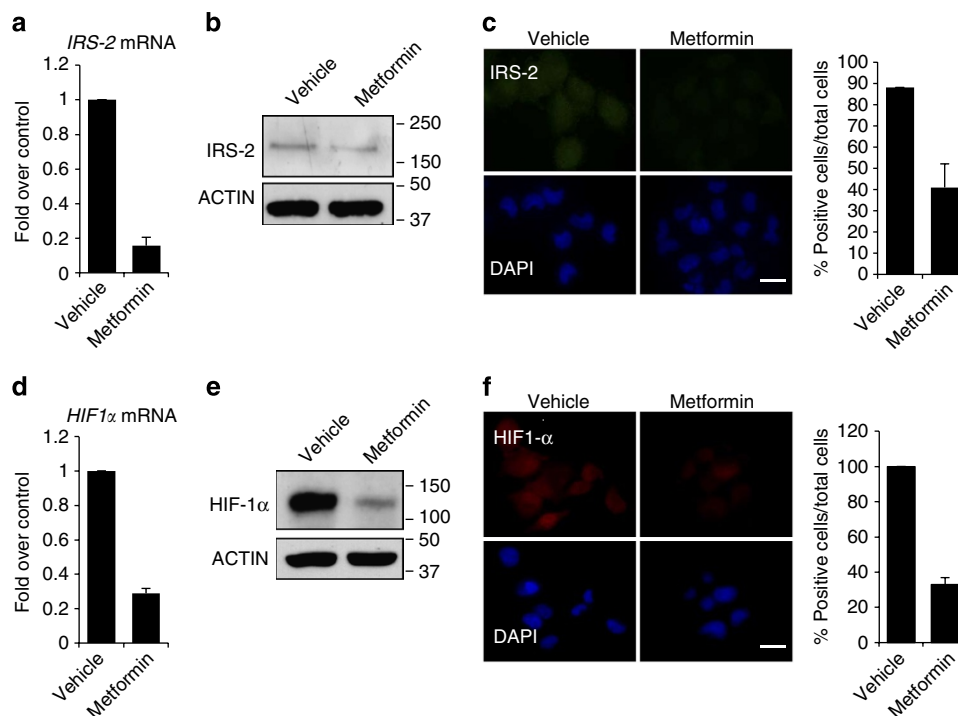 a
IRS-2 mRNA
Fold over control
1.2
1
0.8
0.6
0.4
0.2
0
Vehicle
Metformin
b
Vehicle
Metformin
IRS-2
250
150
ACTIN
50
37
c
Vehicle
Metformin
IRS-2
DAPI
% Positive cells/total cells
100
90
80
70
60
50
40
30
20
10
0
Vehicle
Metformin
d
HIF1α mRNA
Fold over control
1.2
1
0.8
0.6
0.4
0.2
0
Vehicle
Metformin
e
Vehicle
Metformin
HIF-1α
150
100
ACTIN
50
37
f
Vehicle
Metformin
HIF1-α
DAPI
% Positive cells/total cells
120
100
80
60
40
20
0
Vehicle
Metformin